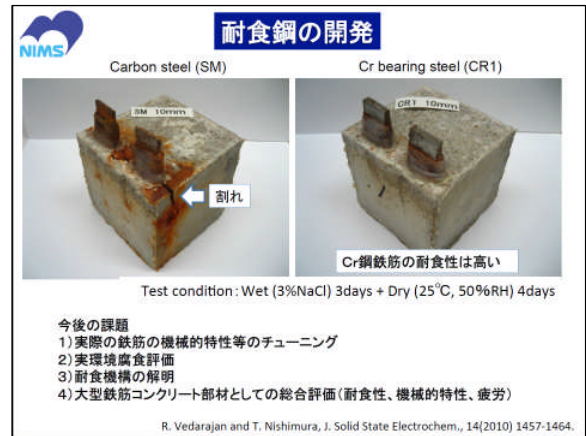 NIMS
耐食鋼の開発
Carbon steel (SM)
Cr bearing steel (CR1)
SM 10mm
CR1 10mm
割れ
Cr鋼鉄筋の耐食性は高い
Test condition：Wet (3%NaCl) 3days + Dry (25℃, 50%RH) 4days
今後の課題
1）実際の鉄筋の機械的特性等のチューニング
2）実環境腐食評価
3）耐食機構の解明
4）大型鉄筋コンクリート部材としての総合評価（耐食性、機械的特性、疲労）
R. Vedarajan and T. Nishimura, J. Solid State Electrochem., 14(2010) 1457-1464.